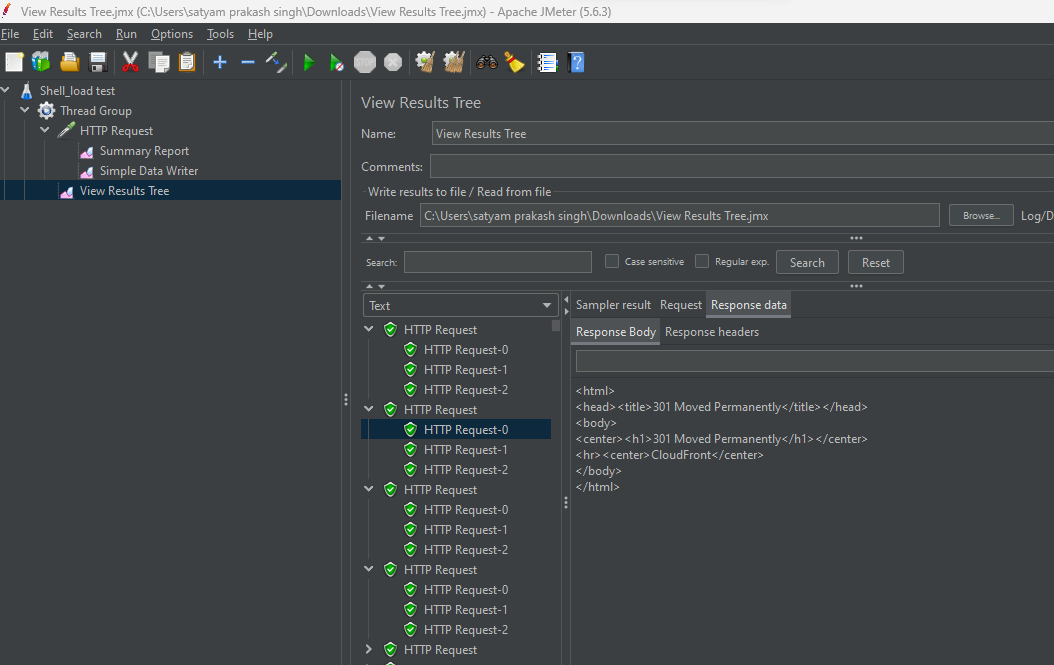 View Results Tree.jmx (C:\Users\satyam prakash singh\Downloads\View Results Tree.jmx) - Apache JMeter (5.6.3)
File Edit Search Run Options Tools Help
STOP
Shell_load test
Thread Group
HTTP Request
Summary Report
Simple Data Writer
View Results Tree
View Results Tree
Name: View Results Tree
Comments:
Write results to file / Read from file
Filename C:\Users\satyam prakash singh\Downloads\View Results Tree.jmx Browse... Log/D
Search: Case sensitive Regular exp. Search Reset
Text
HTTP Request
HTTP Request-0
HTTP Request-1
HTTP Request-2
HTTP Request
HTTP Request-0
HTTP Request-1
HTTP Request-2
HTTP Request
HTTP Request-0
HTTP Request-1
HTTP Request-2
HTTP Request
HTTP Request-0
HTTP Request-1
HTTP Request-2
HTTP Request
Sampler result Request Response data
Response Body Response headers
<html>
<head><title>301 Moved Permanently</title></head>
<body>
<center><h1>301 Moved Permanently</h1></center>
<hr><center>CloudFront</center>
</body>
</html>